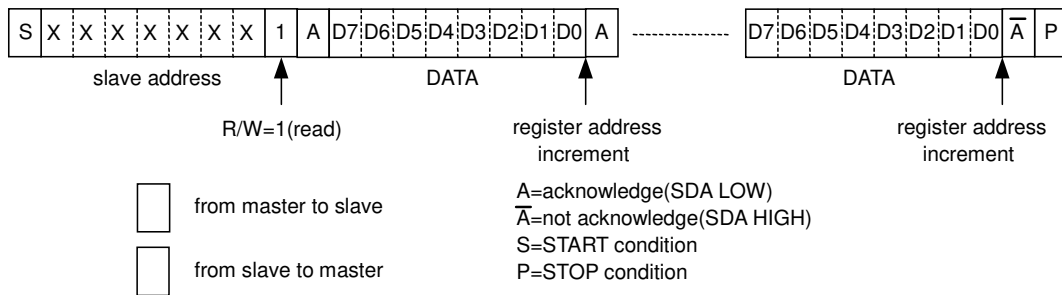 S X X X X X X X 1 A D7 D6 D5 D4 D3 D2 D1 D0 A D7 D6 D5 D4 D3 D2 D1 D0 A̅ P
slave address DATA DATA
R/W=1(read)
register address
increment
register address
increment
from master to slave
from slave to master
A=acknowledge(SDA LOW)
A̅=not acknowledge(SDA HIGH)
S=START condition
P=STOP condition